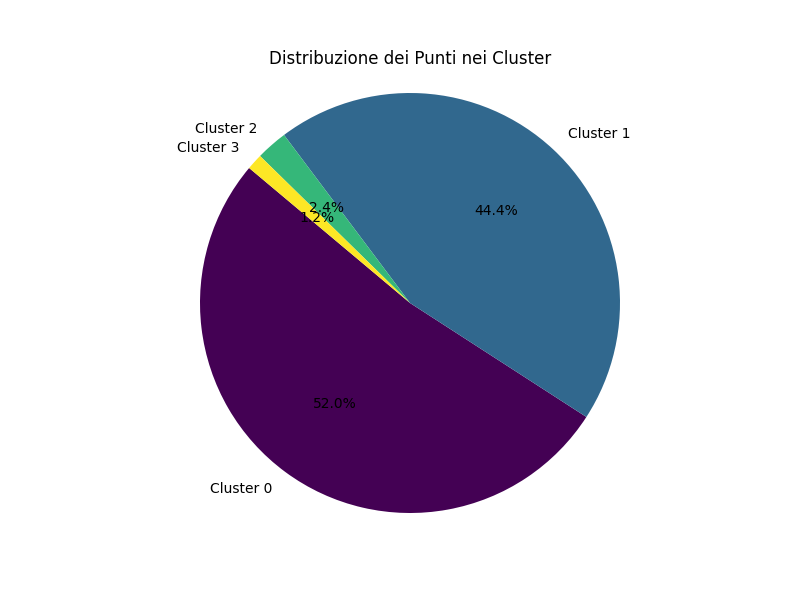 Distribuzione dei Punti nei Cluster
Cluster 2
Cluster 1
Cluster 3
2.4%
44.4%
1.2%
52.0%
Cluster 0